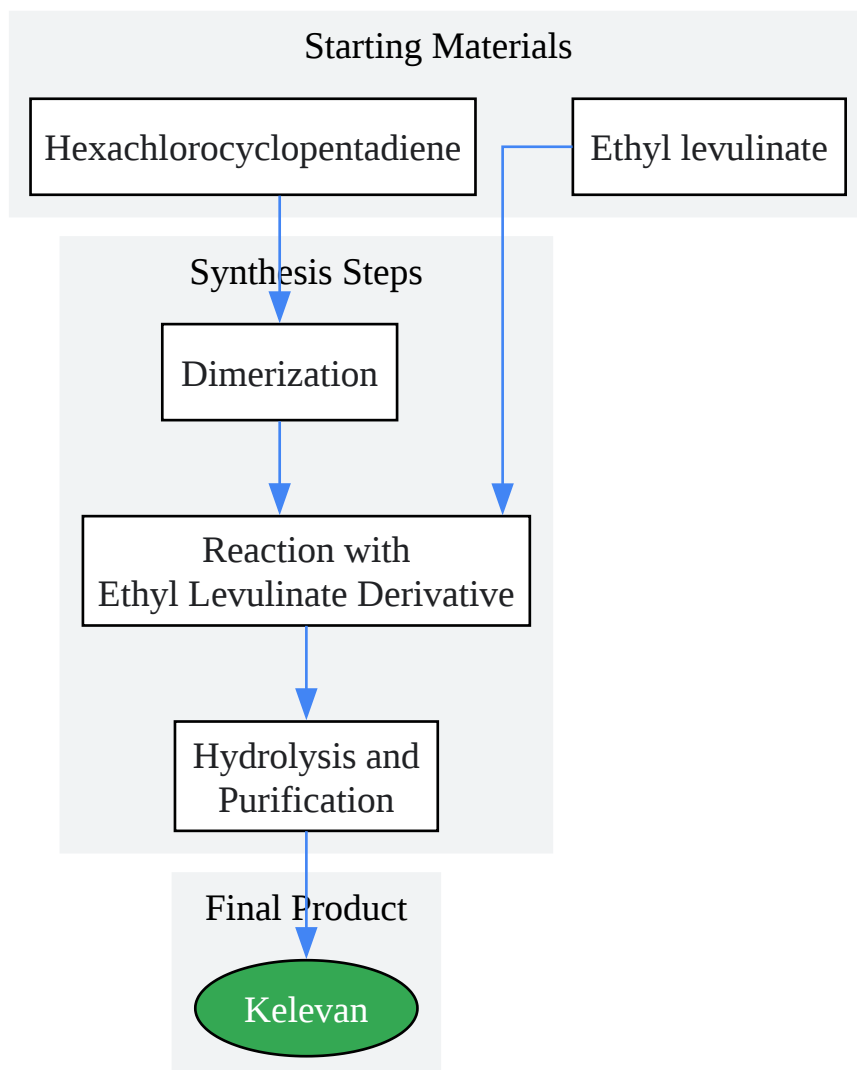 Starting Materials
Hexachlorocyclopentadiene
Ethyl levulinate
Synthesis Steps
Dimerization
Reaction with
Ethyl Levulinate Derivative
Hydrolysis and
Purification
Final Product
Kelevan